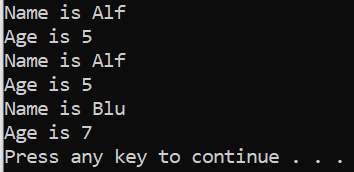 Name is Alf
Age is 5
Name is Alf
Age is 5
Name is Blu
Age is 7
Press any key to continue . . .